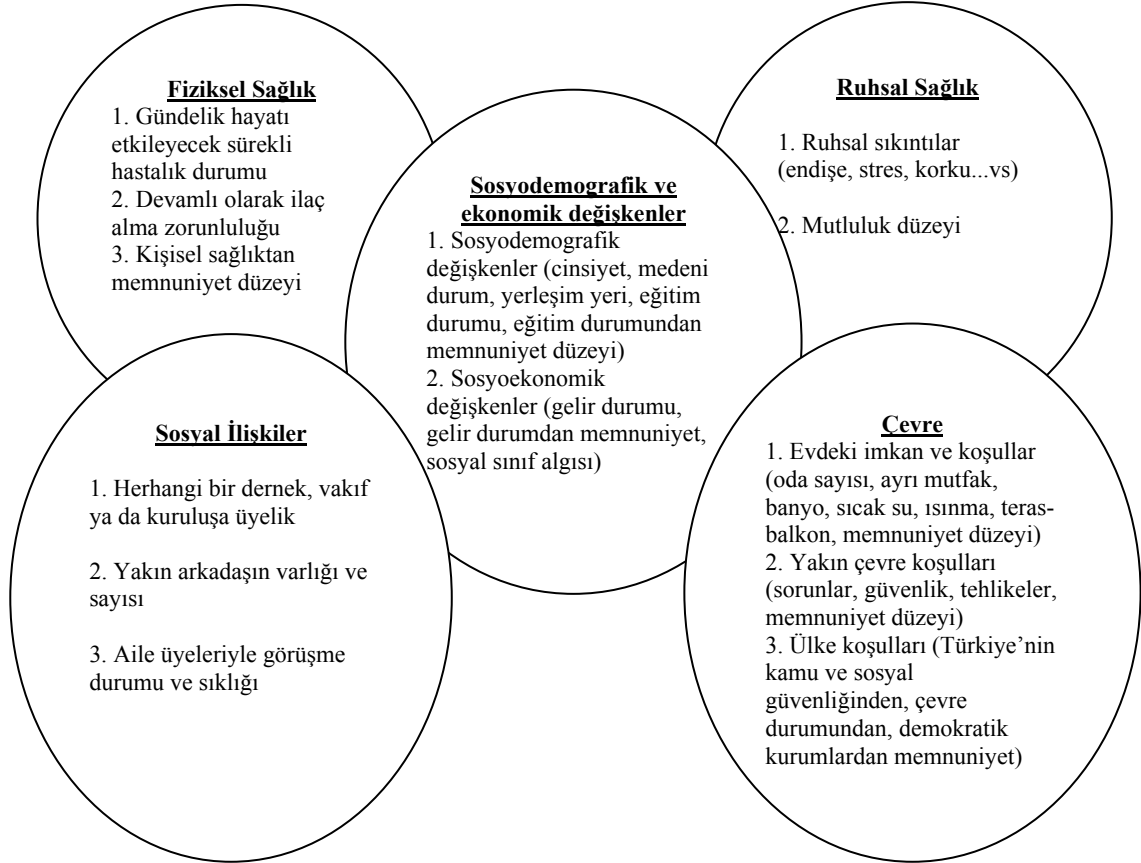 Fiziksel Sağlık
1. Gündelik hayatı
etkileyecek sürekli
hastalık durumu
2. Devamlı olarak ilaç
alma zorunluluğu
3. Kişisel sağlıktan
memnuniyet düzeyi
Ruhsal Sağlık
1. Ruhsal sıkıntılar
(endişe, stres, korku...vs)
2. Mutluluk düzeyi
Sosyodemografik ve
ekonomik değişkenler
1. Sosyodemografik
değişkenler (cinsiyet, medeni
durum, yerleşim yeri, eğitim
durumu, eğitim durumundan
memnuniyet düzeyi)
2. Sosyoekonomik
değişkenler (gelir durumu,
gelir durumdan memnuniyet,
sosyal sınıf algısı)
Sosyal İlişkiler
1. Herhangi bir dernek, vakıf
ya da kuruluşa üyelik
2. Yakın arkadaşın varlığı ve
sayısı
3. Aile üyeleriyle görüşme
durumu ve sıklığı
Çevre
1. Evdeki imkan ve koşullar
(oda sayısı, ayrı mutfak,
banyo, sıcak su, ısınma, teras-
balkon, memnuniyet düzeyi)
2. Yakın çevre koşulları
(sorunlar, güvenlik, tehlikeler,
memnuniyet düzeyi)
3. Ülke koşulları (Türkiye’nin
kamu ve sosyal
güvenliğinden, çevre
durumundan, demokratik
kurumlardan memnuniyet)